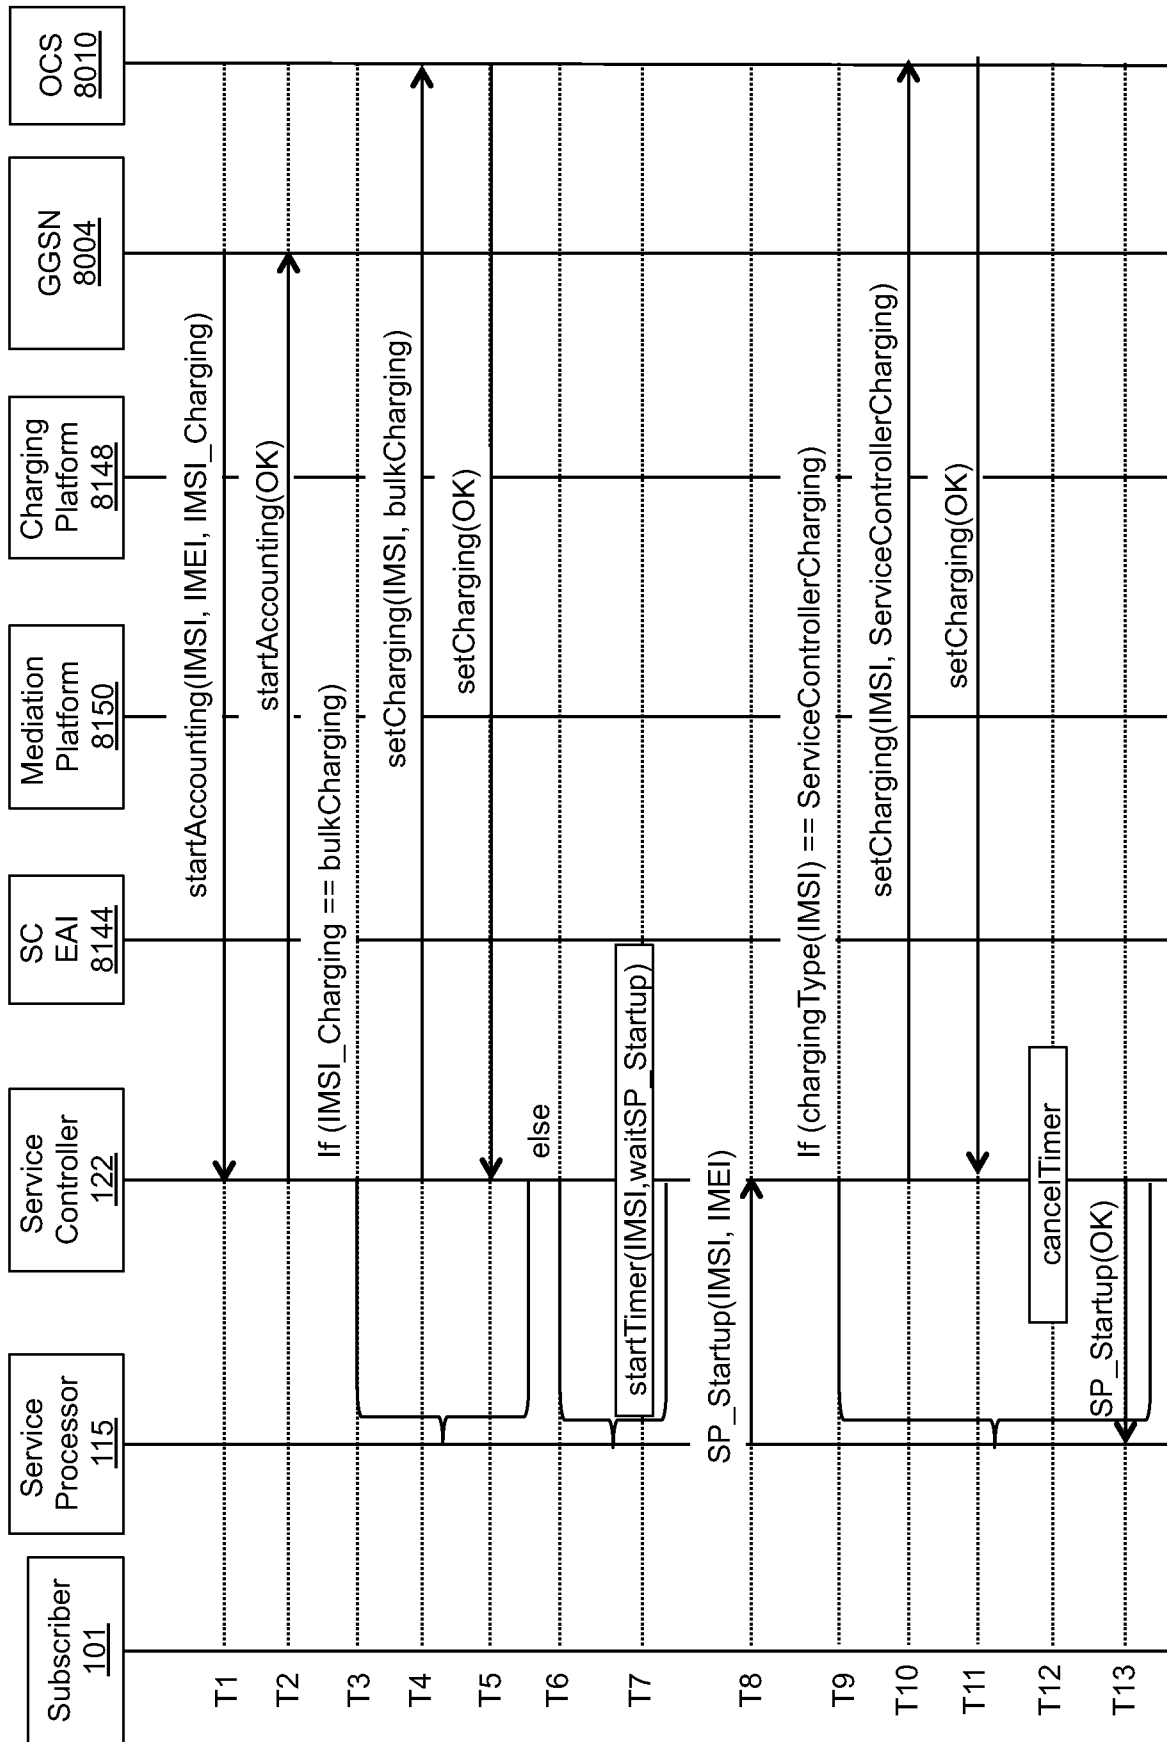 Subscriber
101
Service
Processor
115
Service
Controller
122
SC
EAI
8144
Mediation
Platform
8150
Charging
Platform
8148
GGSN
8004
OCS
8010
T1
startAccounting(IMSI, IMEI, IMSI_Charging)
T2
startAccounting(OK)
T3
If (IMSI_Charging == bulkCharging)
T4
setCharging(IMSI, bulkCharging)
T5
setCharging(OK)
T6
else
T7
startTimer(IMSI,waitSP_Startup)
T8
SP_Startup(IMSI, IMEI)
T9
If (chargingType(IMSI) == ServiceControllerCharging)
T10
setCharging(IMSI, ServiceControllerCharging)
T11
setCharging(OK)
T12
cancelTimer
T13
SP_Startup(OK)